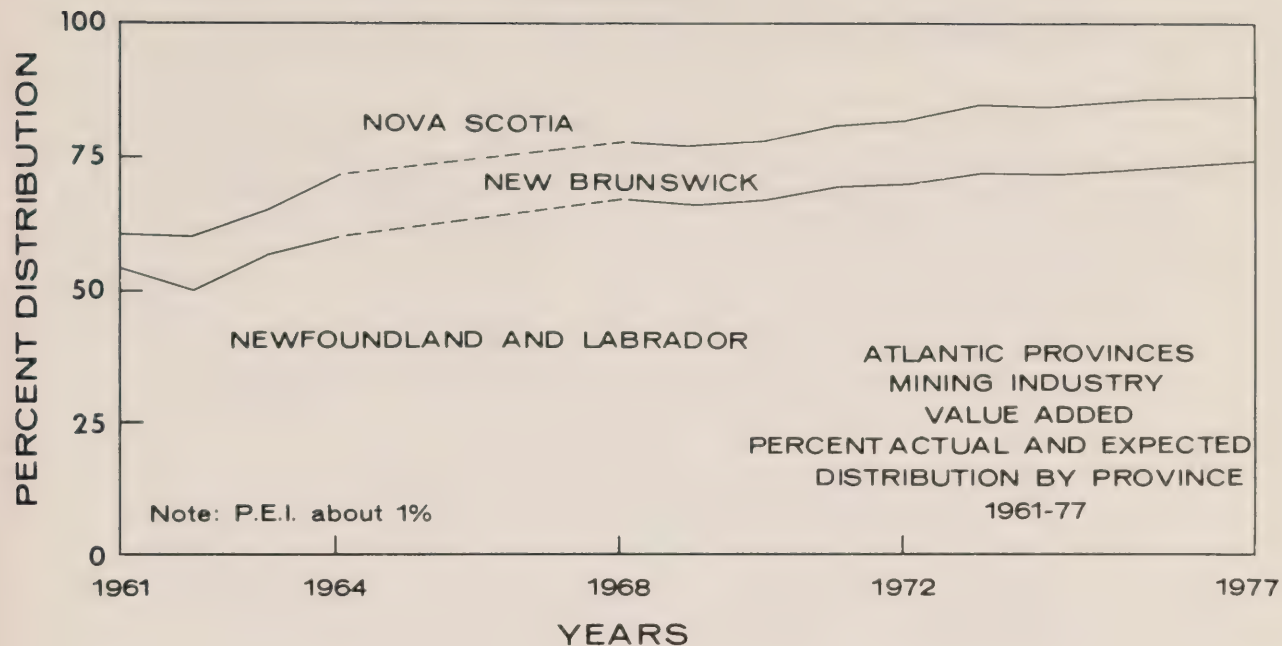 100
75
50
25
0
PERCENT DISTRIBUTION
NOVA SCOTIA
NEW BRUNSWICK
NEWFOUNDLAND AND LABRADOR
ATLANTIC PROVINCES
MINING INDUSTRY
VALUE ADDED
PERCENT ACTUAL AND EXPECTED
DISTRIBUTION BY PROVINCE
1961-77
Note: P.E.I. about 1%
1961 1964 1968 1972 1977
YEARS